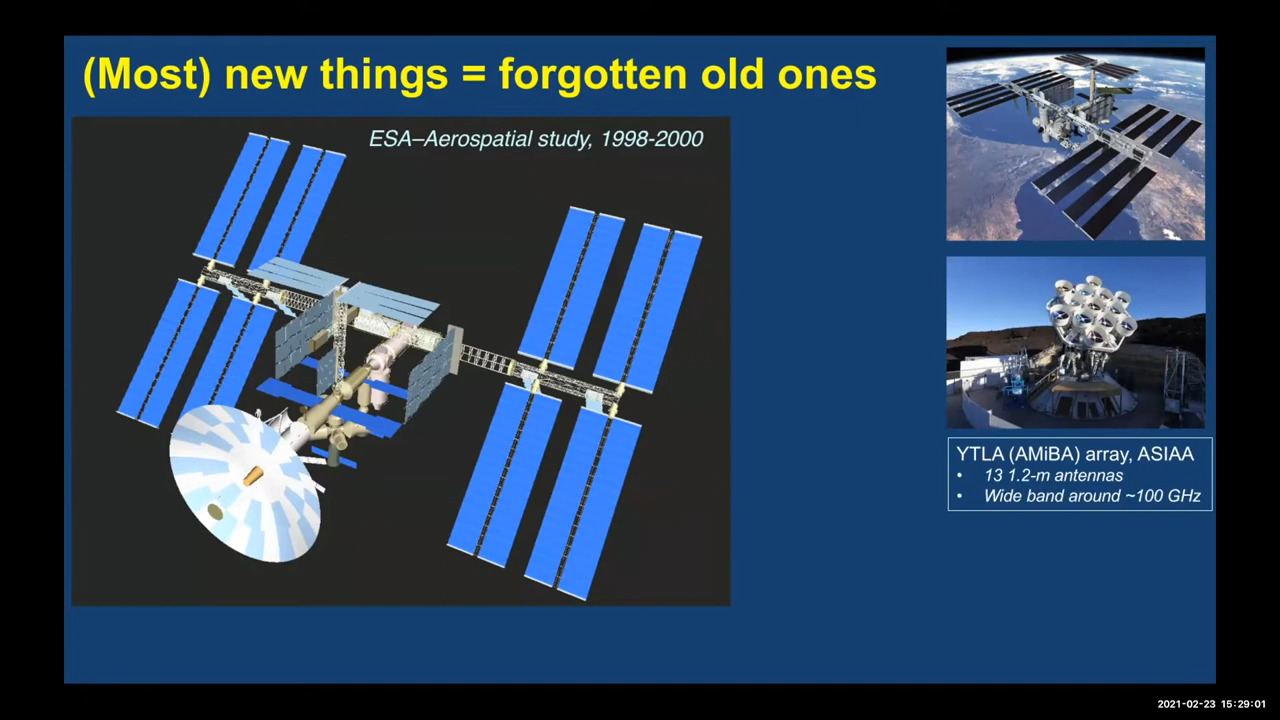 (Most) new things = forgotten old ones
ESA–Aerospatial study, 1998-2000
YTLA (AMiBA) array, ASIAA
• 13 1.2-m antennas
• Wide band around ~100 GHz
2021-02-23 15:29:01